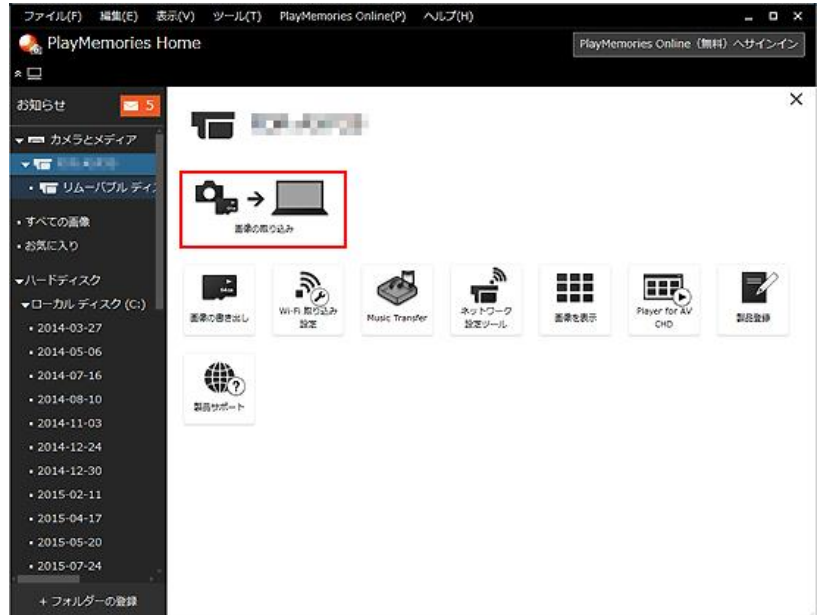 ファイル(F) 編集(E) 表示(V) ツール(T) PlayMemories Online(P) ヘルプ(H)
PlayMemories Home
PlayMemories Online（無料）へサインイン
お知らせ 5
カメラとメディア
リムーバブル ディ
すべての画像
お気に入り
ハードディスク
ローカル ディスク (C:)
2014-03-27
2014-05-06
2014-07-16
2014-08-10
2014-11-03
2014-12-24
2014-12-30
2015-02-11
2015-04-17
2015-05-20
2015-07-24
+ フォルダーの登録
画像の取り込み
画像の書き出し
Wi-Fi 取り込み
設定
Music Transfer
ネットワーク
設定ツール
画像を表示
Player for AV
CHD
製品登録
製品サポート